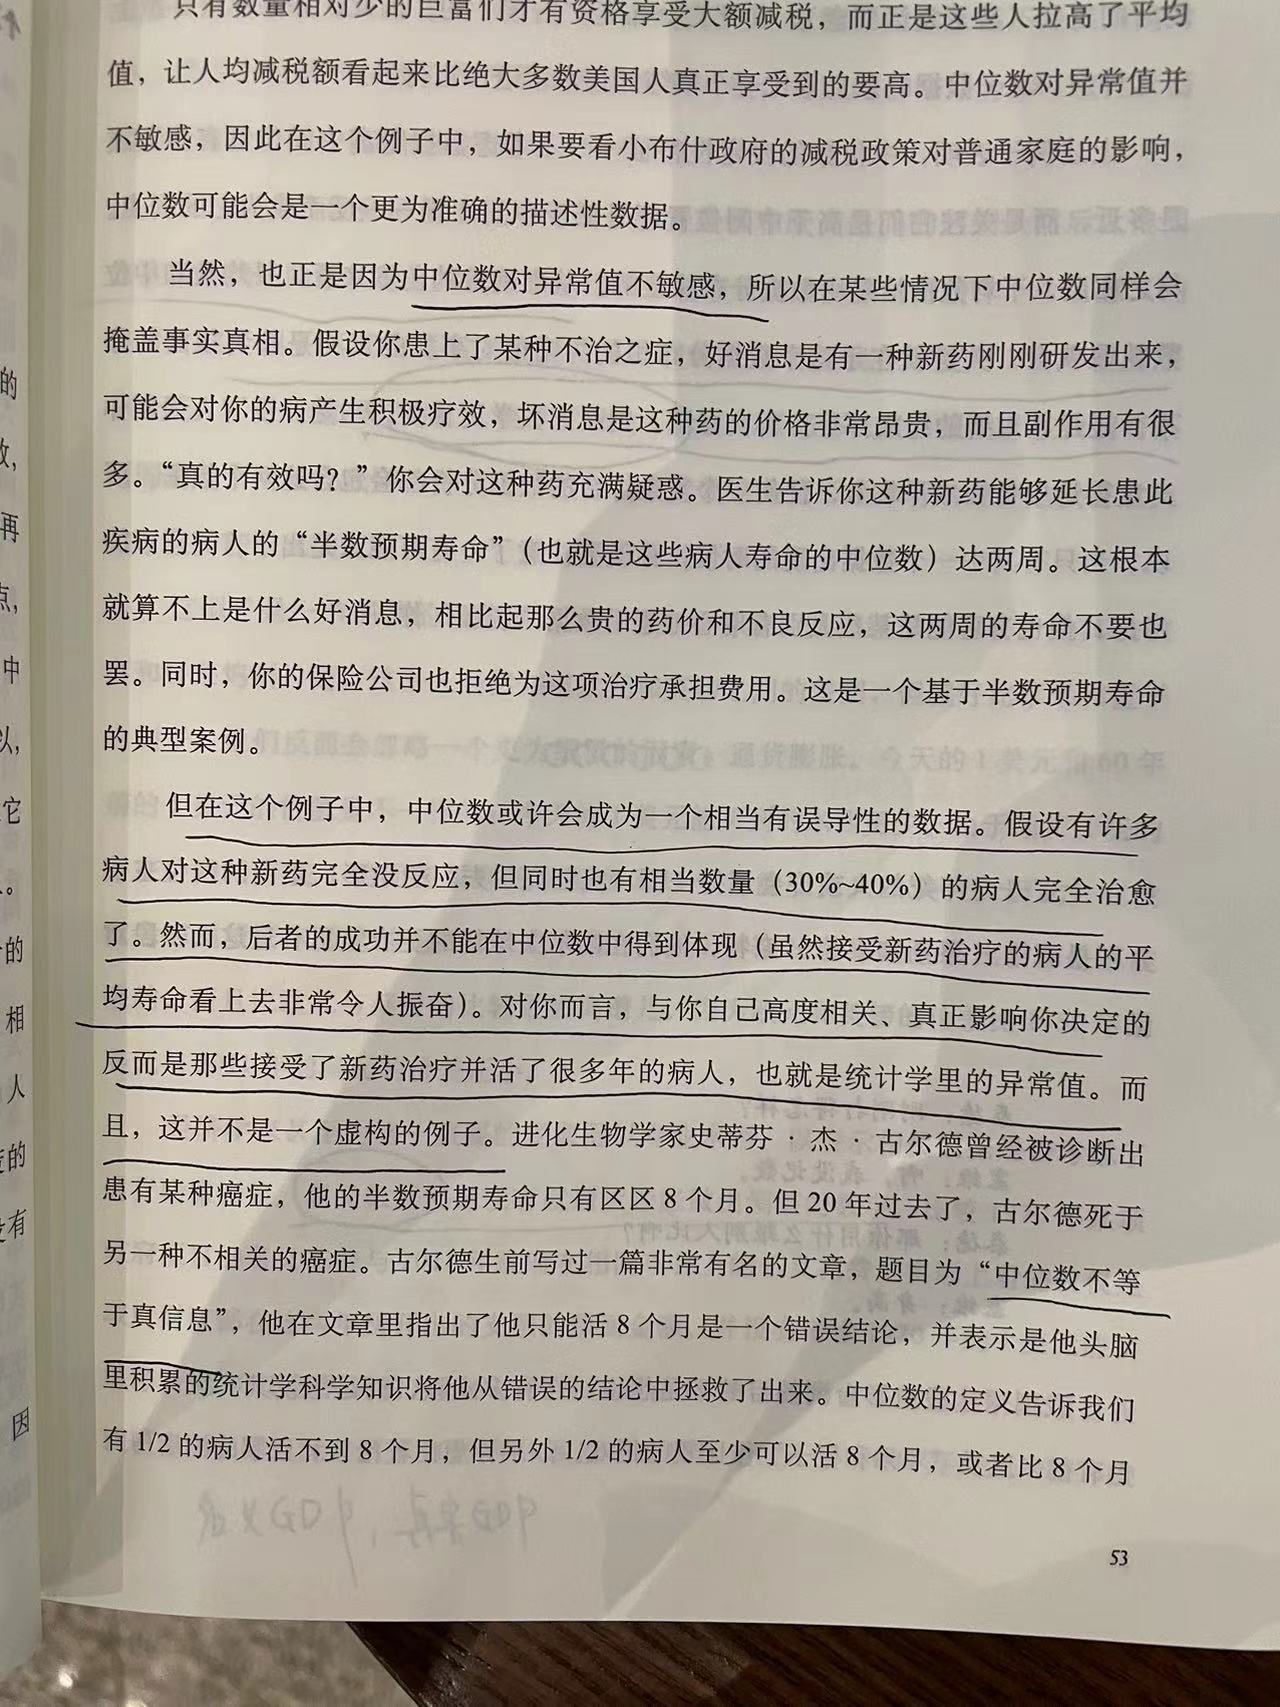 只有数量相对少的巨富们才有资格享受大额减税，而正是这些人拉高了平均
值，让人均减税额看起来比绝大多数美国人真正享受到的要高。中位数对异常值并
不敏感，因此在这个例子中，如果要看小布什政府的减税政策对普通家庭的影响，
中位数可能会是一个更为准确的描述性数据。
当然，也正是因为中位数对异常值不敏感，所以在某些情况下中位数同样会
掩盖事实真相。假设你患上了某种不治之症，好消息是有一种新药刚刚研发出来，
可能会对你的病产生积极疗效，坏消息是这种药的价格非常昂贵，而且副作用有很
多。“真的有效吗？”你会对这种药充满疑惑。医生告诉你这种新药能够延长患此
疾病的病人的“半数预期寿命”（也就是这些病人寿命的中位数）达两周。这根本
就算不上是什么好消息，相比起那么贵的药价和不良反应，这两周的寿命不要也
罢。同时，你的保险公司也拒绝为这项治疗承担费用。这是一个基于半数预期寿命
的典型案例。
但在这个例子中，中位数或许会成为一个相当有误导性的数据。假设有许多
病人对这种新药完全没反应，但同时也有相当数量（30%~40%）的病人完全治愈
了。然而，后者的成功并不能在中位数中得到体现（虽然接受新药治疗的病人的平
均寿命看上去非常令人振奋）。对你而言，与你自己高度相关、真正影响你决定的
反而是那些接受了新药治疗并活了很多年的病人，也就是统计学里的异常值。而
且，这并不是一个虚构的例子。进化生物学家史蒂芬·杰·古尔德曾经被诊断出
患有某种癌症，他的半数预期寿命只有区区 8 个月。但 20 年过去了，古尔德死于
另一种不相关的癌症。古尔德生前写过一篇非常有名的文章，题目为“中位数不等
于真信息”，他在文章里指出了他只能活 8 个月是一个错误结论，并表示是他头脑
里积累的统计学科学知识将他从错误的结论中拯救了出来。中位数的定义告诉我们
有 1/2 的病人活不到 8 个月，但另外 1/2 的病人至少可以活 8 个月，或者比 8 个月
53